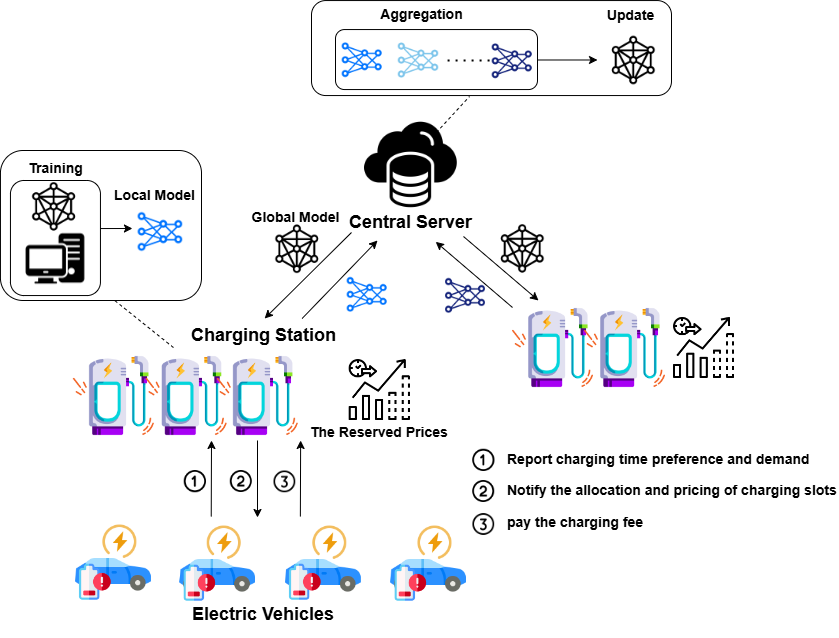 Aggregation
Update
Training
Local Model
Global Model
Central Server
Charging Station
The Reserved Prices
1
2
3
1 Report charging time preference and demand
2 Notify the allocation and pricing of charging slots
3 pay the charging fee
Electric Vehicles